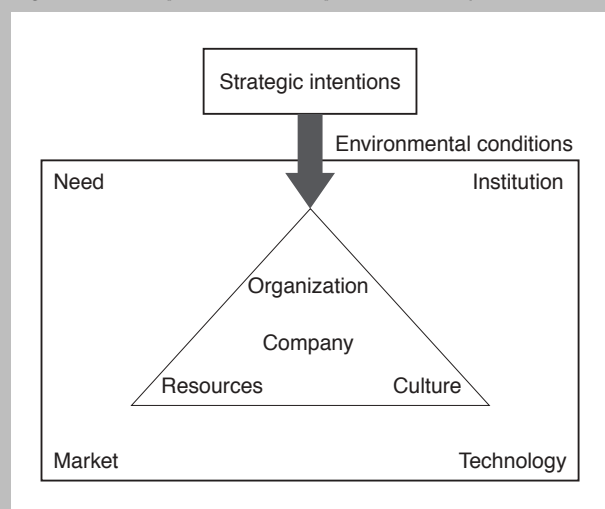 Strategic intentions
Environmental conditions
Need
Institution
Organization
Company
Resources
Culture
Market
Technology